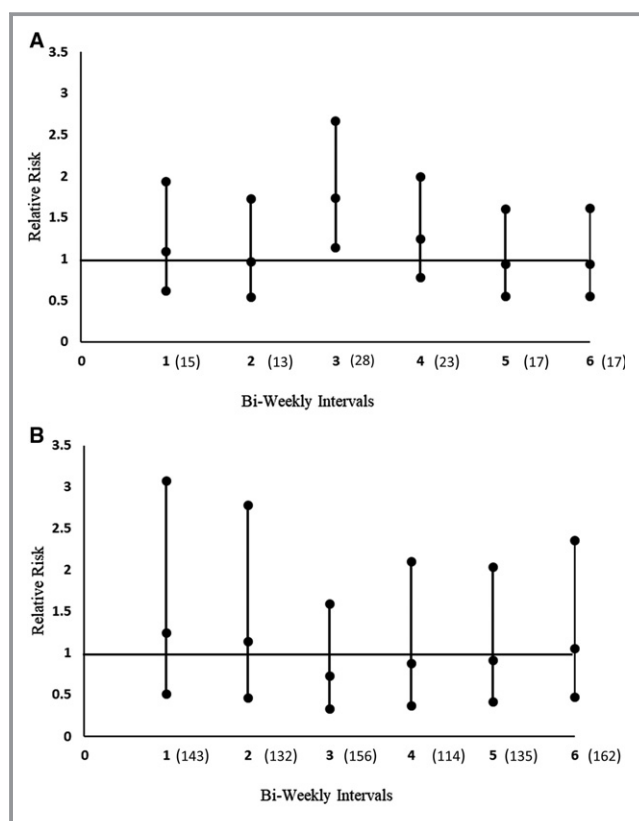 A
3.5
3
2.5
2
1.5
1
0.5
0
Relative Risk
0 1 (15) 2 (13) 3 (28) 4 (23) 5 (17) 6 (17)
Bi-Weekly Intervals
B
3.5
3
2.5
2
1.5
1
0.5
0
Relative Risk
0 1 (143) 2 (132) 3 (156) 4 (114) 5 (135) 6 (162)
Bi-Weekly Intervals